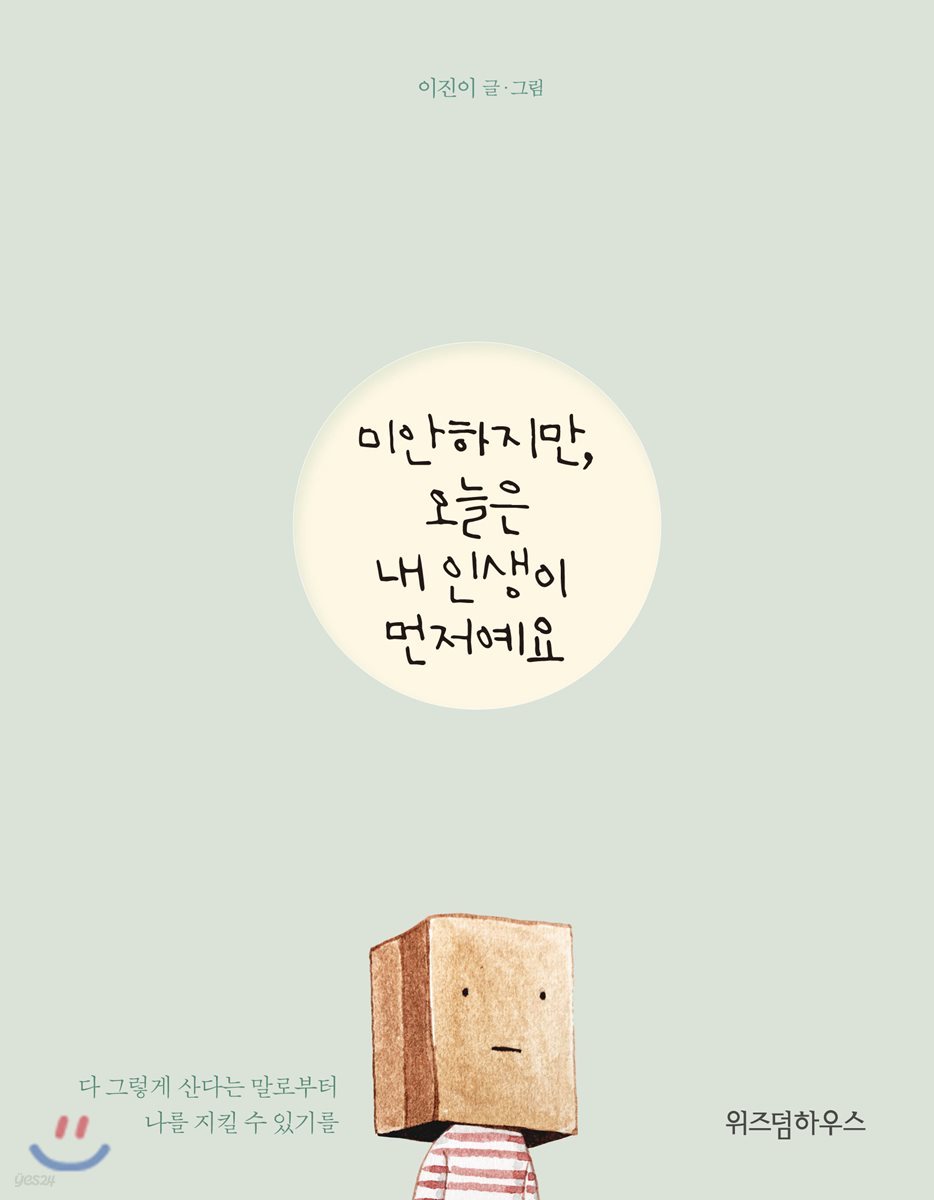 이진이 글·그림
미안하지만,
오늘은
내 인생이
먼저예요
다 그렇게 산다는 말로부터
나를 지킬 수 있기를
위즈덤하우스
yes24